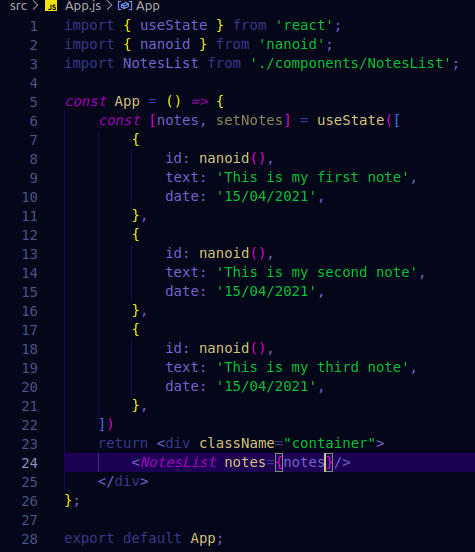 src > JS App.js > App
1 import { useState } from 'react';
2 import { nanoid } from 'nanoid';
3 import NotesList from './components/NotesList';
4
5 const App = () => {
6     const [notes, setNotes] = useState([
7         {
8             id: nanoid(),
9             text: 'This is my first note',
10             date: '15/04/2021',
11         },
12         {
13             id: nanoid(),
14             text: 'This is my second note',
15             date: '15/04/2021',
16         },
17         {
18             id: nanoid(),
19             text: 'This is my third note',
20             date: '15/04/2021',
21         },
22     ])
23     return <div className="container">
24         <NotesList notes={notes}/>
25     </div>
26 };
27
28 export default App;